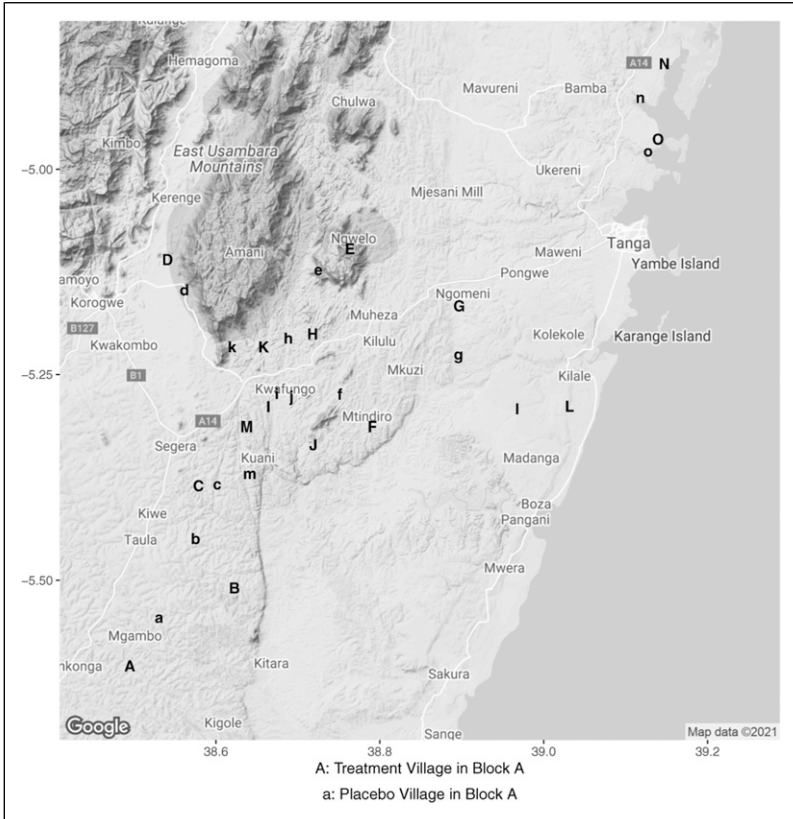 Kulunge
Hemagoma
A14
N
Mavureni
Bamba
n
Chulwa
Kimbo
East Usambara
Mountains
O
o
−5.00
Ukereni
Kerenge
Mjesani Mill
Ngwelo
E
Tanga
Amani
Maweni
D
e
Pongwe
Yambe Island
amoyo
d
Ngomeni
Korogwe
G
Muheza
B127
H
Kolekole
Karange Island
h
Kwakombo
k
K
Kilulu
g
−5.25
B1
Mkuzi
Kilale
Kwafungo
i
j
f
I
l
L
A14
Mtindiro
M
F
Segera
J
Kuani
Madanga
m
C
c
Boza
Kiwe
Pangani
Taula
b
Mwera
−5.50
B
a
Mgambo
A
nkonga
Kitara
Sakura
Kigole
Google
Sange
Map data ©2021
38.6
38.8
39.0
39.2
A: Treatment Village in Block A
a: Placebo Village in Block A